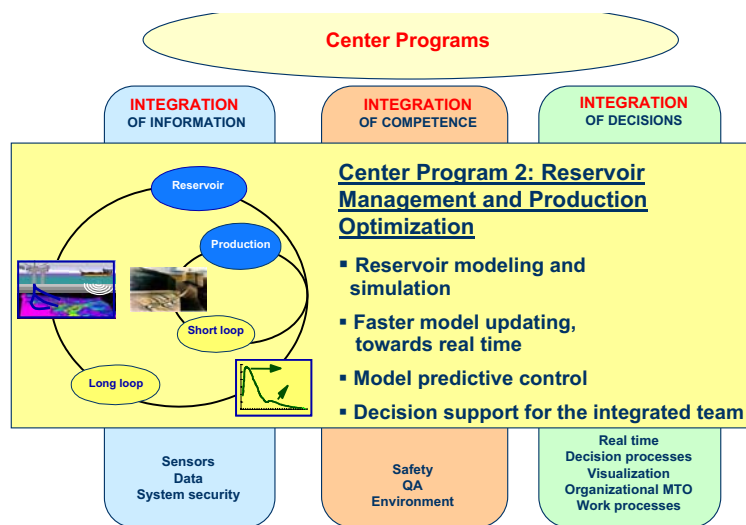 Center Programs
INTEGRATION
OF INFORMATION
INTEGRATION
OF COMPETENCE
INTEGRATION
OF DECISIONS
Reservoir
Production
Short loop
Long loop
Center Program 2: Reservoir
Management and Production
Optimization
▪ Reservoir modeling and
simulation
▪ Faster model updating,
towards real time
▪ Model predictive control
▪ Decision support for the integrated team
Sensors
Data
System security
Safety
QA
Environment
Real time
Decision processes
Visualization
Organizational MTO
Work processes